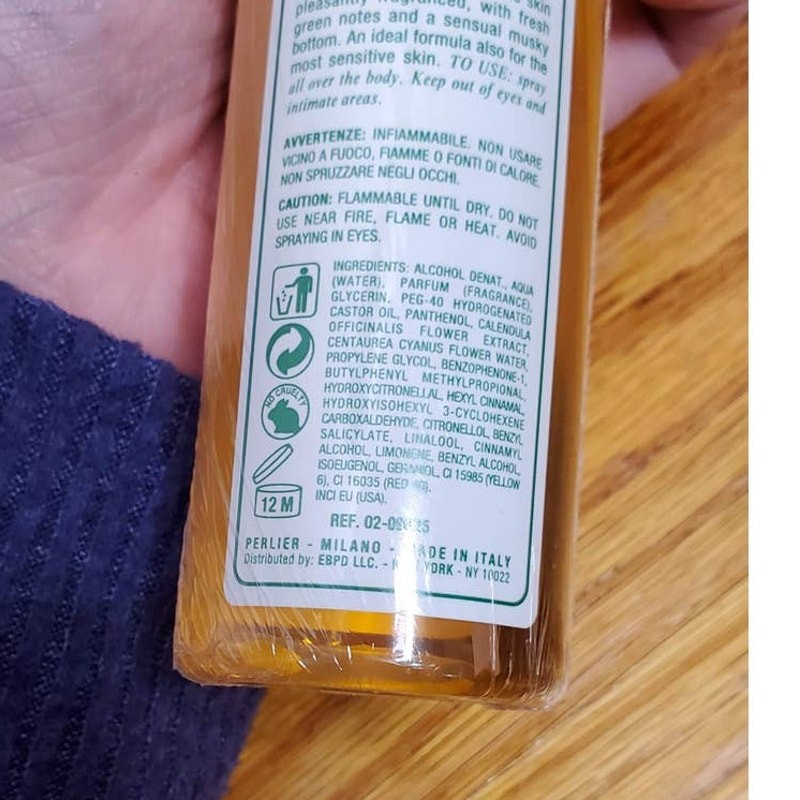 pleasantly fragranced, with fresh
green notes and a sensual musky
bottom. An ideal formula also for the
most sensitive skin. TO USE: spray
all over the body. Keep out of eyes and
intimate areas.
AVVERTENZE: INFIAMMABILE. NON USARE
VICINO A FUOCO, FIAMME O FONTI DI CALORE.
NON SPRUZZARE NEGLI OCCHI.
CAUTION: FLAMMABLE UNTIL DRY. DO NOT
USE NEAR FIRE, FLAME OR HEAT. AVOID
SPRAYING IN EYES.
INGREDIENTS: ALCOHOL DENAT., AQUA
(WATER), PARFUM (FRAGRANCE),
GLYCERIN, PEG-40 HYDROGENATED
CASTOR OIL, PANTHENOL, CALENDULA
OFFICINALIS FLOWER EXTRACT,
CENTAUREA CYANUS FLOWER WATER,
PROPYLENE GLYCOL, BENZOPHENONE-1,
BUTYLPHENYL METHYLPROPIONAL,
HYDROXYCITRONELLAL, HEXYL CINNAMAL,
HYDROXYISOHEXYL 3-CYCLOHEXENE
CARBOXALDEHYDE, CITRONELLOL, BENZYL
SALICYLATE, LINALOOL, CINNAMYL
ALCOHOL, LIMONENE, BENZYL ALCOHOL,
ISOEUGENOL, GERANIOL, CI 15985 (YELLOW
6), CI 16035 (RED 40).
INCI EU (USA).
NO CRUELTY
12 M
REF.
PERLIER - MILANO - MADE IN ITALY
Distributed by: EBPD LLC. - NEW YORK - NY 10022